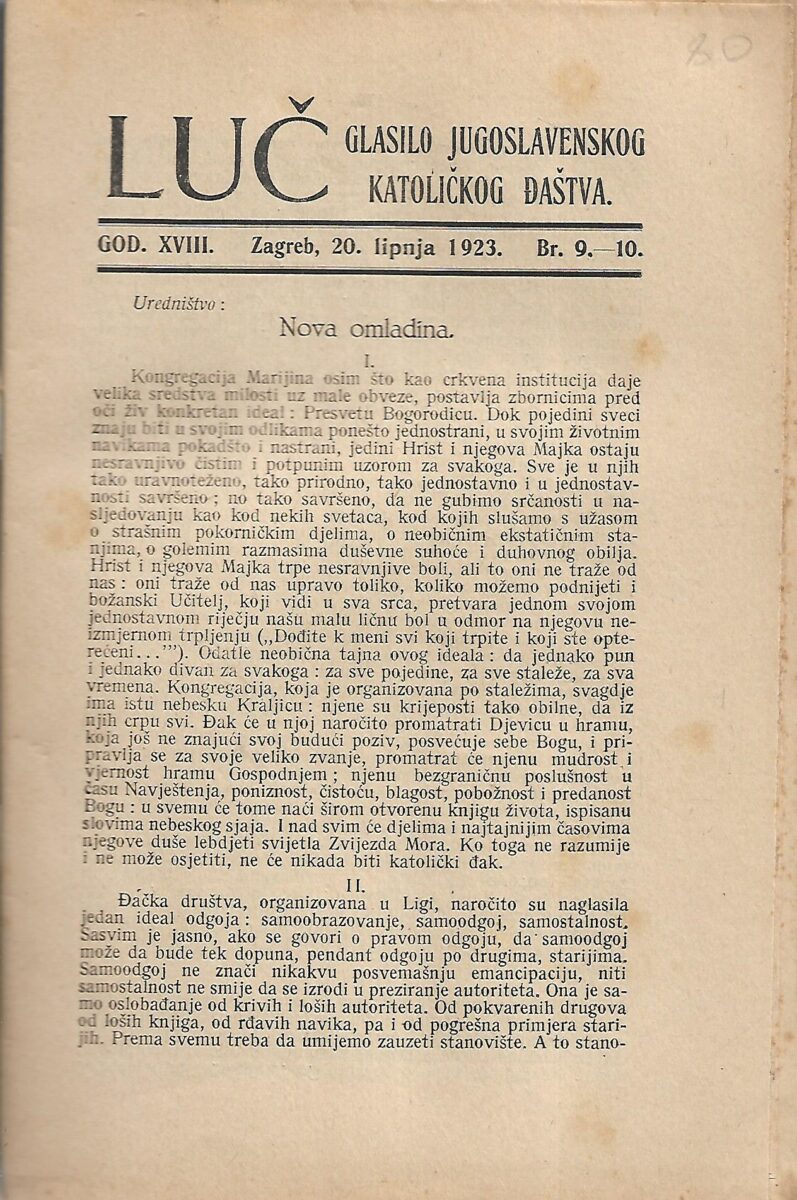 20
LUČ GLASILO JUGOSLAVENSKOG
KATOLIČKOG ĐAŠTVA.
GOD. XVIII. Zagreb, 20. lipnja 1923. Br. 9.—10.
Uredništvo :
Nova omladina.
I.
Kongregacija Marijina osim što kao crkvena institucija daje
velika sredstva milosti uz male obveze, postavlja zbornicima pred
oči živ konkretan ideal : Presvetu Bogorodicu. Dok pojedini sveci
znaju biti u svojim odlikama ponešto jednostrani, u svojim životnim
navikama pokadšto i nastrani, jedini Hrist i njegova Majka ostaju
nesravnjivo čistim i potpunim uzorom za svakoga. Sve je u njih
tako uravnoteženo, tako prirodno, tako jednostavno i u jednostav-
nosti savršeno ; no tako savršeno, da ne gubimo srčanosti u na-
sljedovanju kao kod nekih svetaca, kod kojih slušamo s užasom
o strašnim pokorničkim djelima, o neobičnim ekstatičnim sta-
njima, o golemim razmasima duševne suhoće i duhovnog obilja.
Hrist i njegova Majka trpe nesravnjive boli, ali to oni ne traže od
nas : oni traže od nas upravo toliko, koliko možemo podnijeti i
božanski Učitelj, koji vidi u sva srca, pretvara jednom svojom
jednostavnom riječju našu malu ličnu bol u odmor na njegovu ne-
izmjernom trpljenju („Dođite k meni svi koji trpite i koji ste opte-
rećeni...'”). Odatle neobična tajna ovog ideala : da jednako pun
i jednako divan za svakoga : za sve pojedine, za sve staleže, za sva
vremena. Kongregacija, koja je organizovana po staležima, svagdje
ima istu nebesku Kraljicu : njene su krijeposti tako obilne, da iz
njih crpu svi. Đak će u njoj naročito promatrati Djevicu u hramu,
koja još ne znajući svoj budući poziv, posvećuje sebe Bogu, i pri-
pravlja se za svoje veliko zvanje, promatrat će njenu mudrost i
vjernost hramu Gospodnjem ; njenu bezgraničnu poslušnost u
času Navještenja, poniznost, čistoću, blagost, pobožnost i predanost
Bogu : u svemu će tome naći širom otvorenu knjigu života, ispisanu
slovima nebeskog sjaja. I nad svim će djelima i najtajnijim časovima
njegove duše lebdjeti svijetla Zvijezda Mora. Ko toga ne razumije
i ne može osjetiti, ne će nikada biti katolički đak.
II.
Đačka društva, organizovana u Ligi, naročito su naglasila
jedan ideal odgoja : samoobrazovanje, samoodgoj, samostalnost.
Sasvim je jasno, ako se govori o pravom odgoju, da samoodgoj
može da bude tek dopuna, pendant odgoju po drugima, starijima.
Samoodgoj ne znači nikakvu posvemašnju emancipaciju, niti
samostalnost ne smije da se izrodi u preziranje autoriteta. Ona je sa-
mo oslobađanje od krivih i loših autoriteta. Od pokvarenih drugova
od loših knjiga, od rđavih navika, pa i od pogrešna primjera stari-
jih. Prema svemu treba da umijemo zauzeti stanovište. A to stano-